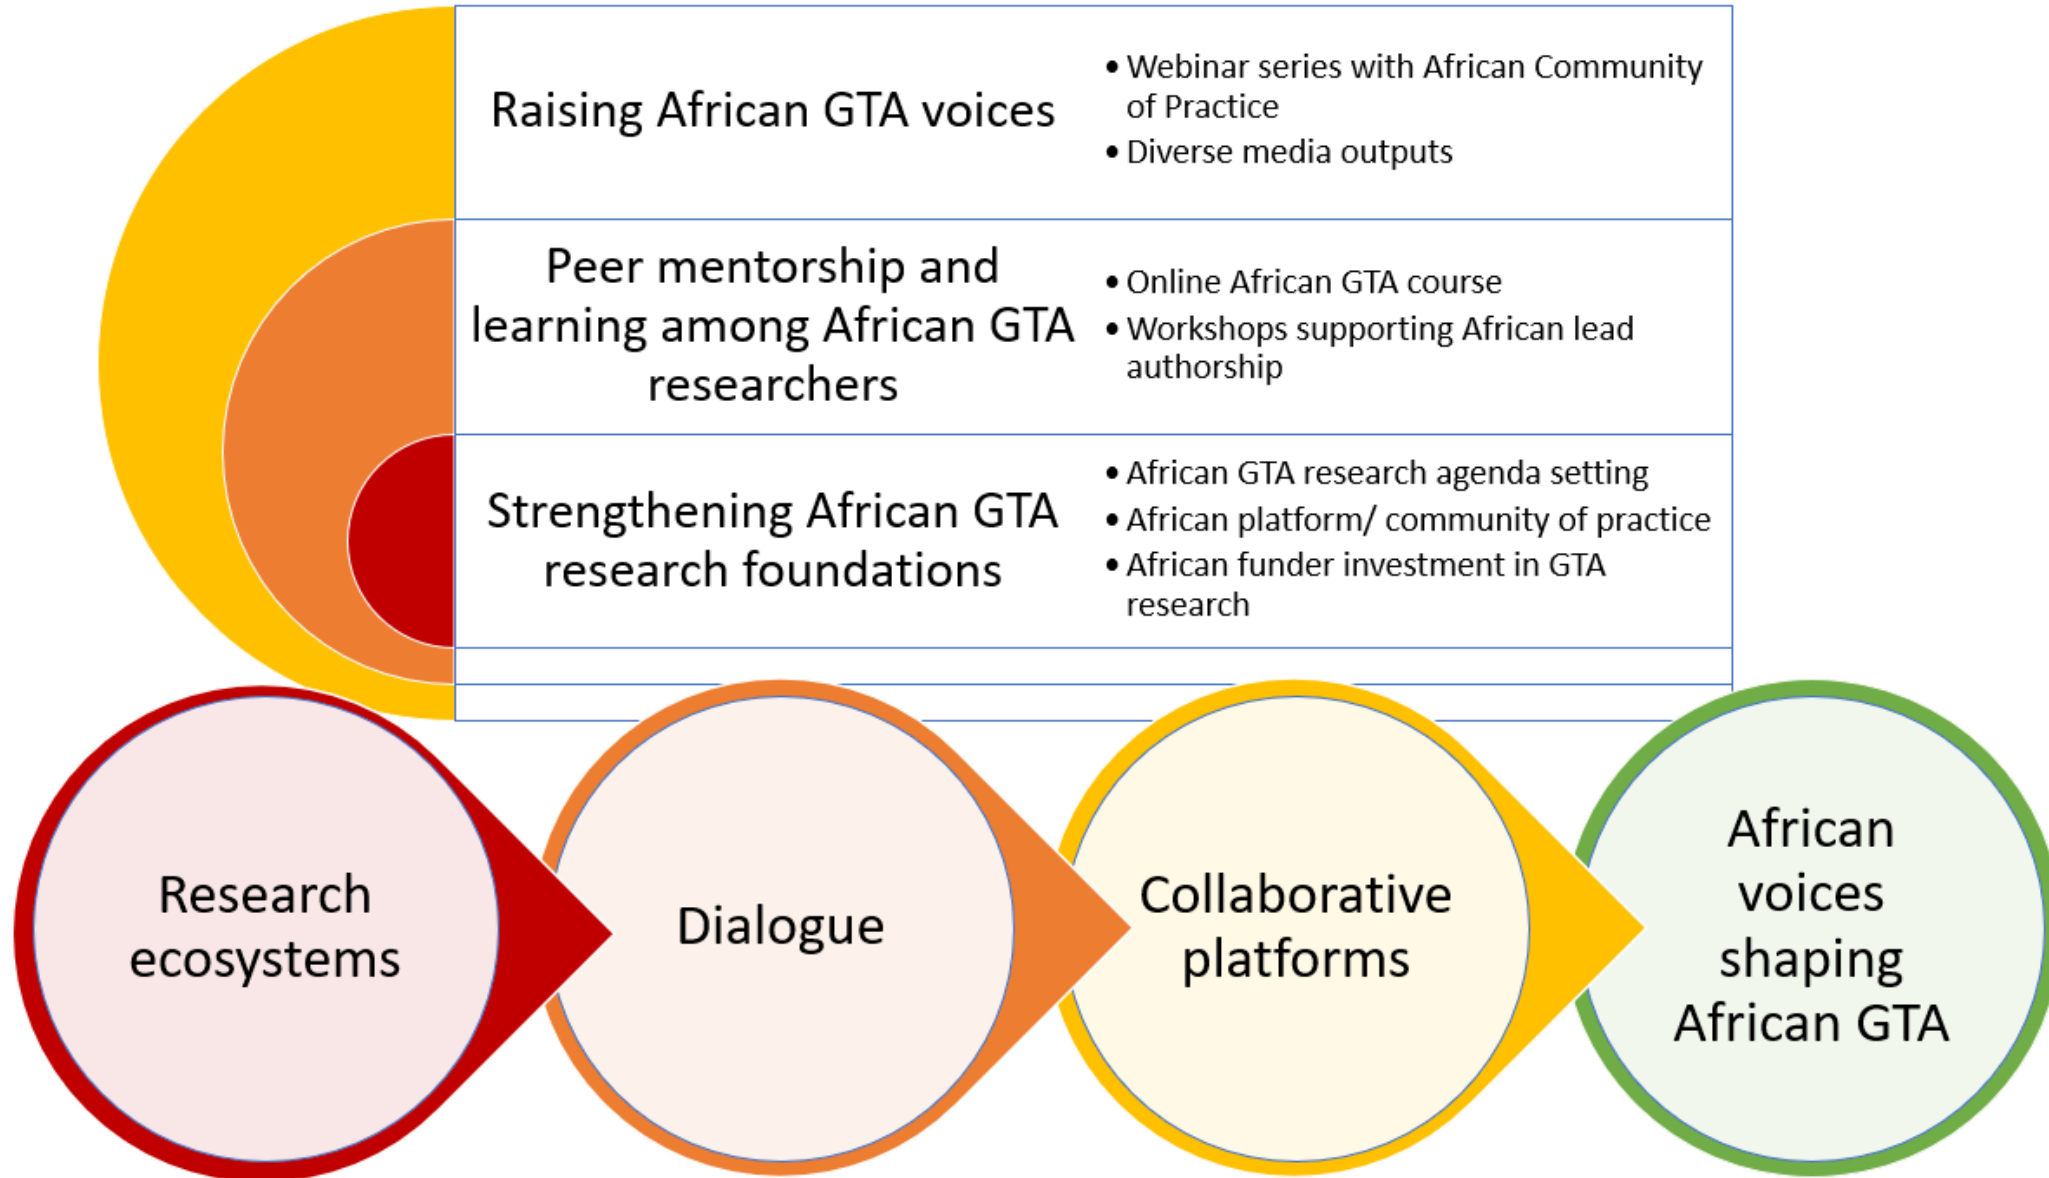 Raising African GTA voices
• Webinar series with African Community
of Practice
• Diverse media outputs
Peer mentorship and
learning among African GTA
researchers
• Online African GTA course
• Workshops supporting African lead
authorship
Strengthening African GTA
research foundations
• African GTA research agenda setting
• African platform/ community of practice
• African funder investment in GTA
research
Research
ecosystems
Dialogue
Collaborative
platforms
African
voices
shaping
African GTA